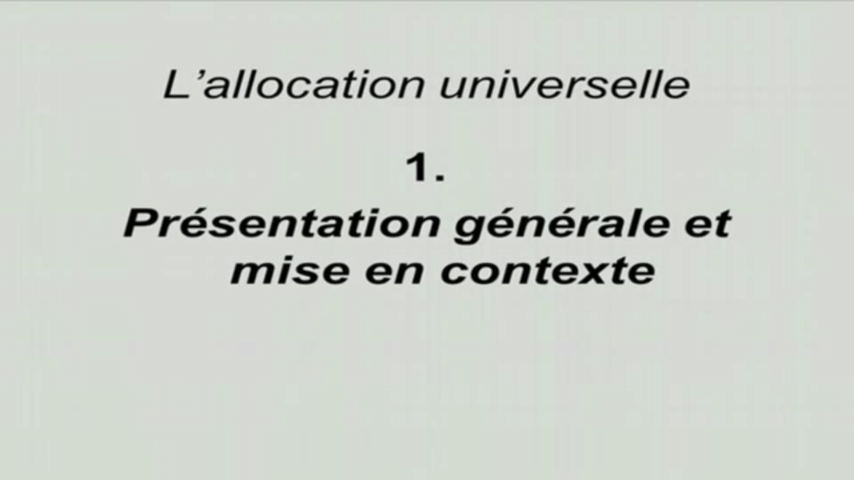 L’allocation universelle
1.
Présentation générale et
mise en contexte